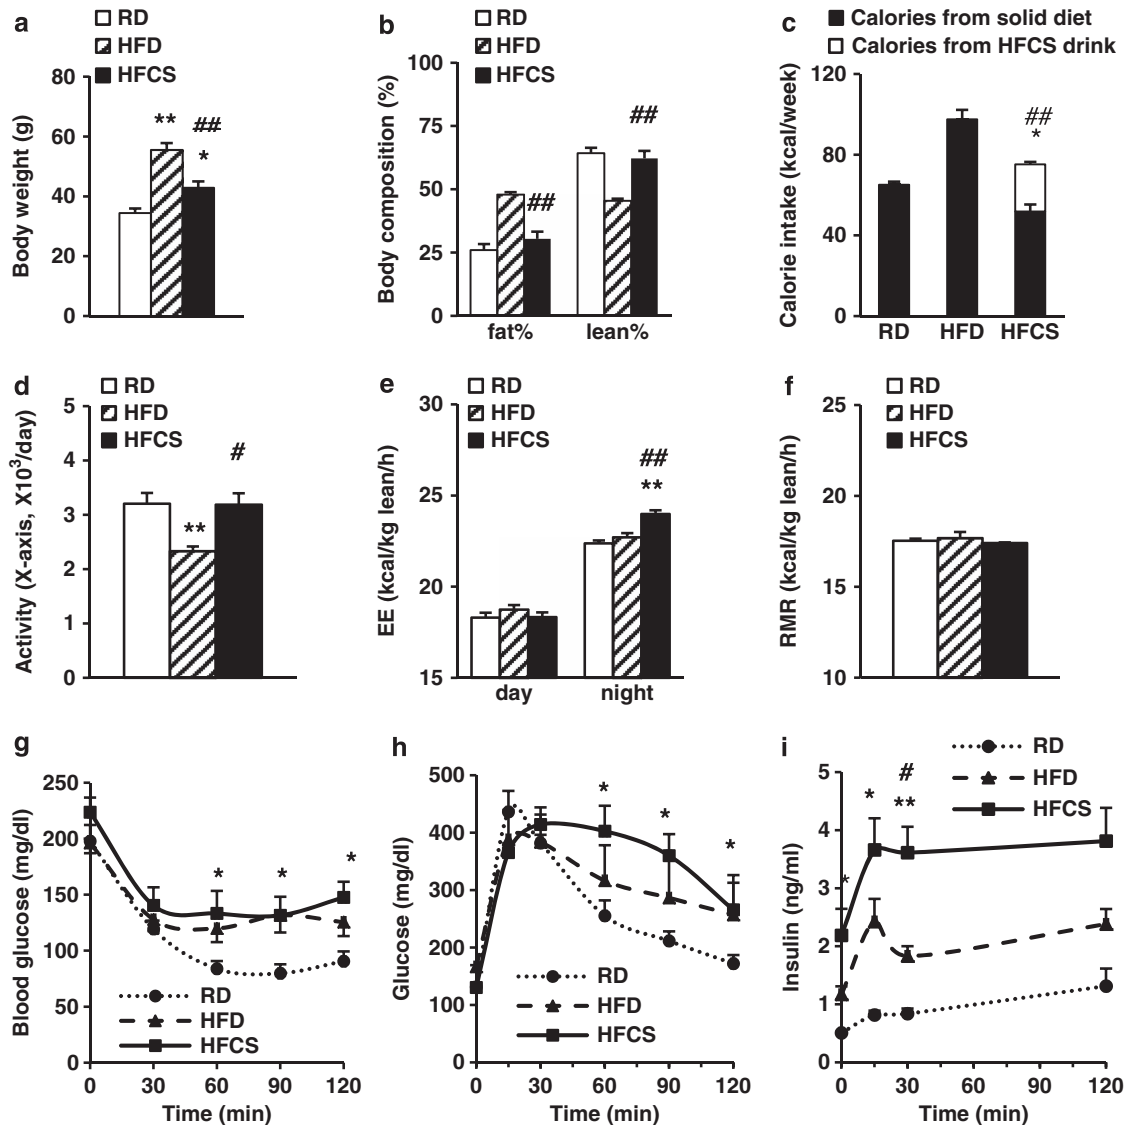 a
RD
HFD
HFCS
Body weight (g)
80
60
40
20
0
**
##
*
b
RD
HFD
HFCS
Body composition (%)
100
75
50
25
0
##
##
fat%
lean%
c
Calories from solid diet
Calories from HFCS drink
Calorie intake (kcal/week)
120
80
40
0
##
*
RD
HFD
HFCS
d
RD
HFD
HFCS
Activity (X-axis, X10³/day)
5
4
3
2
1
0
**
#
e
RD
HFD
HFCS
EE (kcal/kg lean/h)
30
25
20
15
##
**
day
night
f
RD
HFD
HFCS
RMR (kcal/kg lean/h)
25
20
15
10
g
Blood glucose (mg/dl)
250
200
150
100
50
0
*
*
*
RD
HFD
HFCS
0
30
60
90
120
Time (min)
h
Glucose (mg/dl)
500
400
300
200
100
0
*
*
*
RD
HFD
HFCS
0
30
60
90
120
Time (min)
i
RD
HFD
HFCS
Insulin (ng/ml)
5
4
3
2
1
0
*
*
#
**
0
30
60
90
120
Time (min)